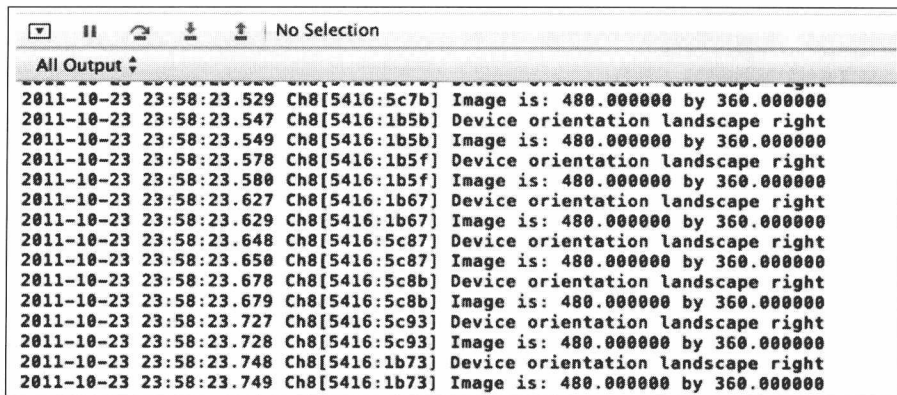 No Selection
All Output
2011-10-23 23:58:23.529 Ch8[5416:5c7b] Image is: 480.000000 by 360.000000
2011-10-23 23:58:23.547 Ch8[5416:1b5b] Device orientation landscape right
2011-10-23 23:58:23.549 Ch8[5416:1b5b] Image is: 480.000000 by 360.000000
2011-10-23 23:58:23.578 Ch8[5416:1b5f] Device orientation landscape right
2011-10-23 23:58:23.580 Ch8[5416:1b5f] Image is: 480.000000 by 360.000000
2011-10-23 23:58:23.627 Ch8[5416:1b67] Device orientation landscape right
2011-10-23 23:58:23.629 Ch8[5416:1b67] Image is: 480.000000 by 360.000000
2011-10-23 23:58:23.648 Ch8[5416:5c87] Device orientation landscape right
2011-10-23 23:58:23.650 Ch8[5416:5c87] Image is: 480.000000 by 360.000000
2011-10-23 23:58:23.678 Ch8[5416:5c8b] Device orientation landscape right
2011-10-23 23:58:23.679 Ch8[5416:5c8b] Image is: 480.000000 by 360.000000
2011-10-23 23:58:23.727 Ch8[5416:5c93] Device orientation landscape right
2011-10-23 23:58:23.728 Ch8[5416:5c93] Image is: 480.000000 by 360.000000
2011-10-23 23:58:23.748 Ch8[5416:1b73] Device orientation landscape right
2011-10-23 23:58:23.749 Ch8[5416:1b73] Image is: 480.000000 by 360.000000